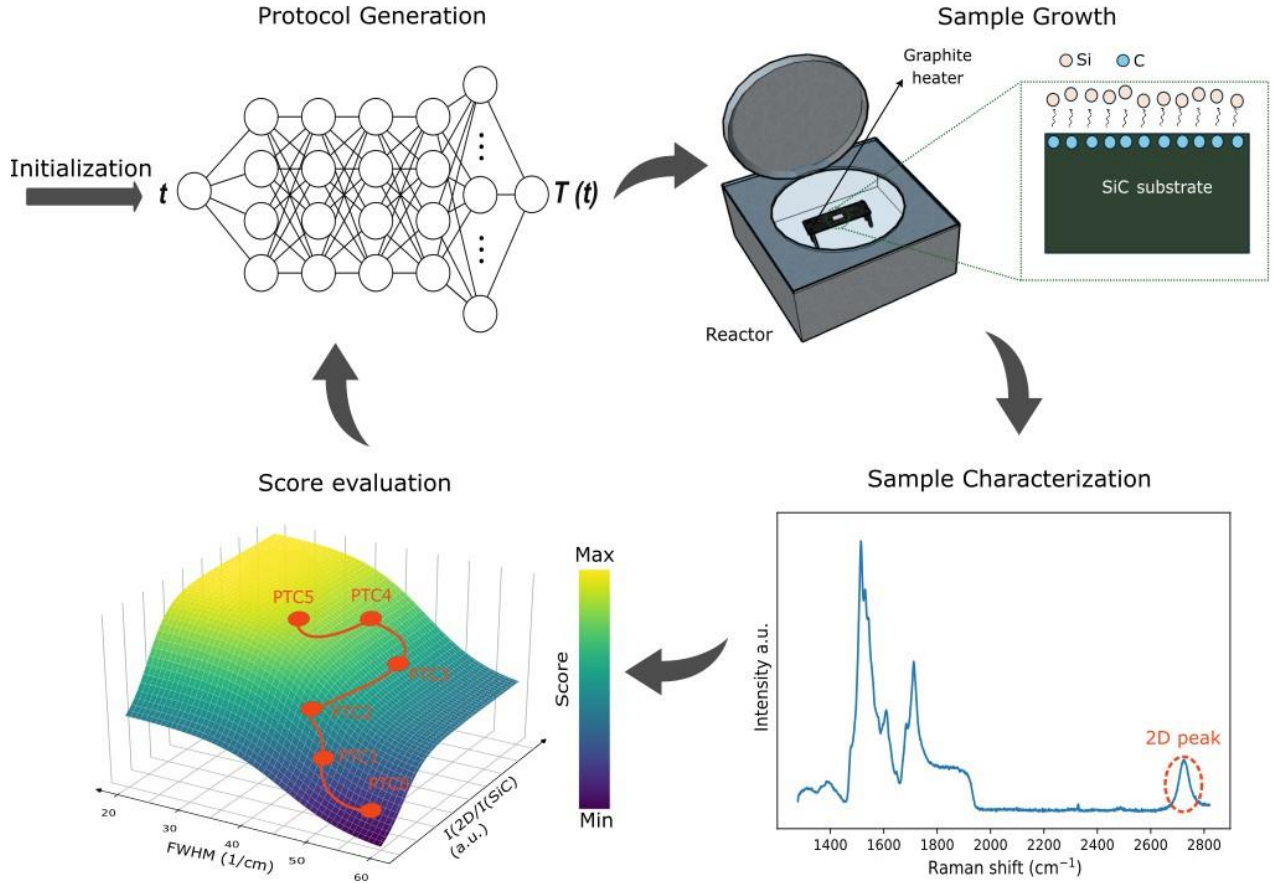 Protocol Generation
Initialization
t
T (t)
Sample Growth
Graphite
heater
Si
C
SiC substrate
Reactor
Score evaluation
Max
Score
Min
PTC5
PTC4
PTC3
PTC2
PTC1
PTC0
20
30
40
50
60
FWHM (1/cm)
I(2D/I(SiC)
(a.u.)
Sample Characterization
Intensity a.u.
2D peak
1400 1600 1800 2000 2200 2400 2600 2800
Raman shift (cm⁻¹)